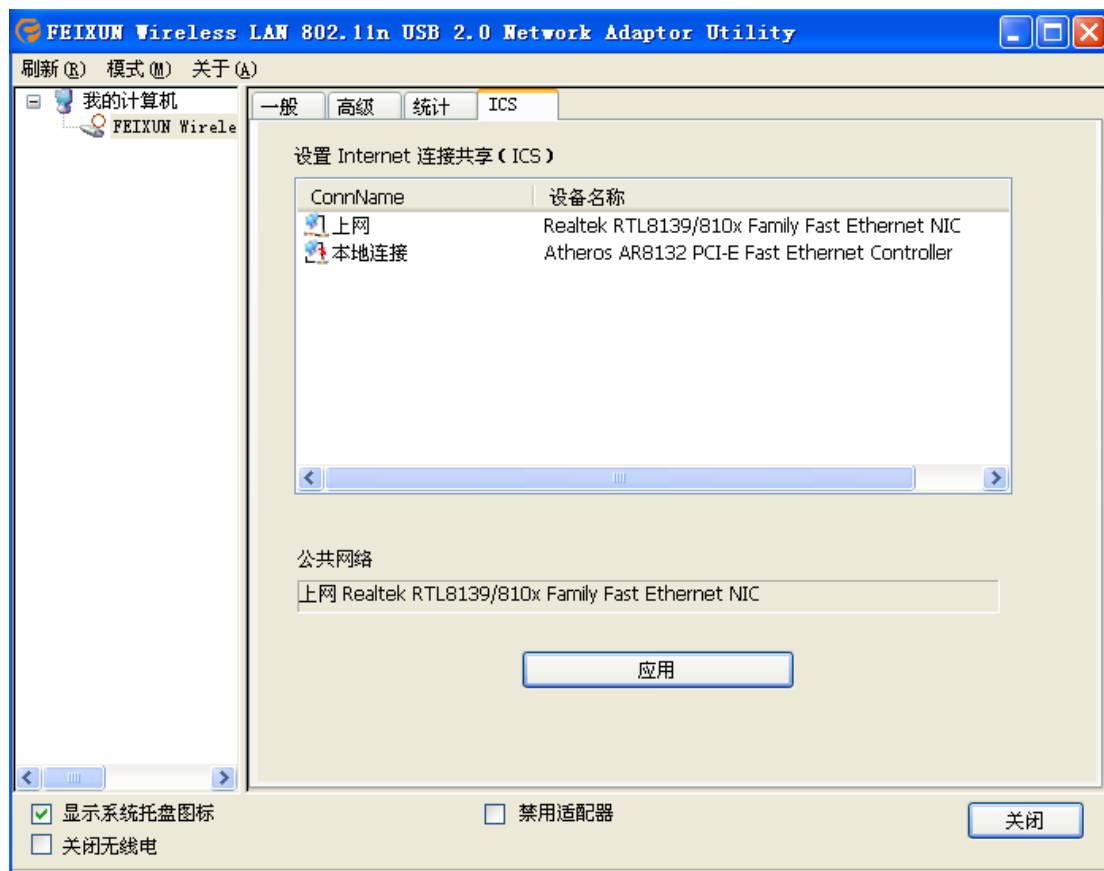 FEIXUN Wireless LAN 802.11n USB 2.0 Network Adaptor Utility
刷新(R) 模式(M) 关于(A)
我的计算机
FEIXUN Wirele
一般 高级 统计 ICS
设置 Internet 连接共享(ICS)
ConnName 设备名称
上网 Realtek RTL8139/810x Family Fast Ethernet NIC
本地连接 Atheros AR8132 PCI-E Fast Ethernet Controller
公共网络
上网 Realtek RTL8139/810x Family Fast Ethernet NIC
应用
显示系统托盘图标 禁用适配器 关闭
关闭无线电